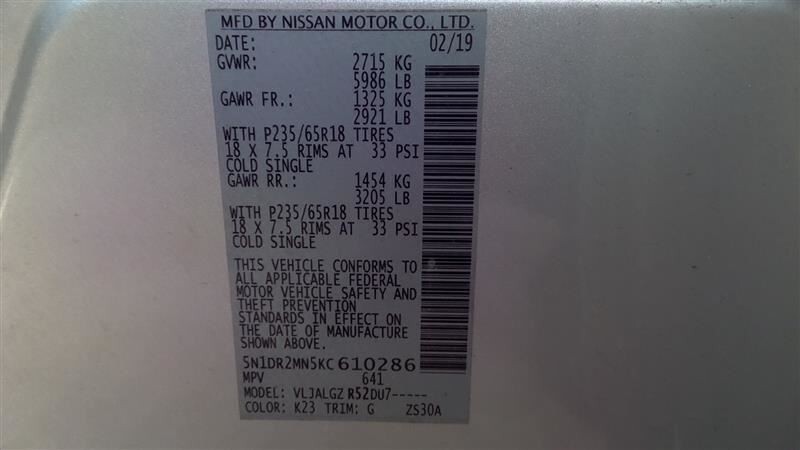 MFD BY NISSAN MOTOR CO., LTD.
DATE: 02/19
GVWR: 2715 KG
5986 LB
GAWR FR.: 1325 KG
2921 LB
WITH P235/65R18 TIRES
18 X 7.5 RIMS AT 33 PSI
COLD SINGLE
GAWR RR.: 1454 KG
3205 LB
WITH P235/65R18 TIRES
18 X 7.5 RIMS AT 33 PSI
COLD SINGLE
THIS VEHICLE CONFORMS TO
ALL APPLICABLE FEDERAL
MOTOR VEHICLE SAFETY AND
THEFT PREVENTION
STANDARDS IN EFFECT ON
THE DATE OF MANUFACTURE
SHOWN ABOVE.
5N1DR2MN5KC610286
MPV 641
MODEL: VLJALGZ R52DU7-----
COLOR: K23 TRIM: G ZS30A